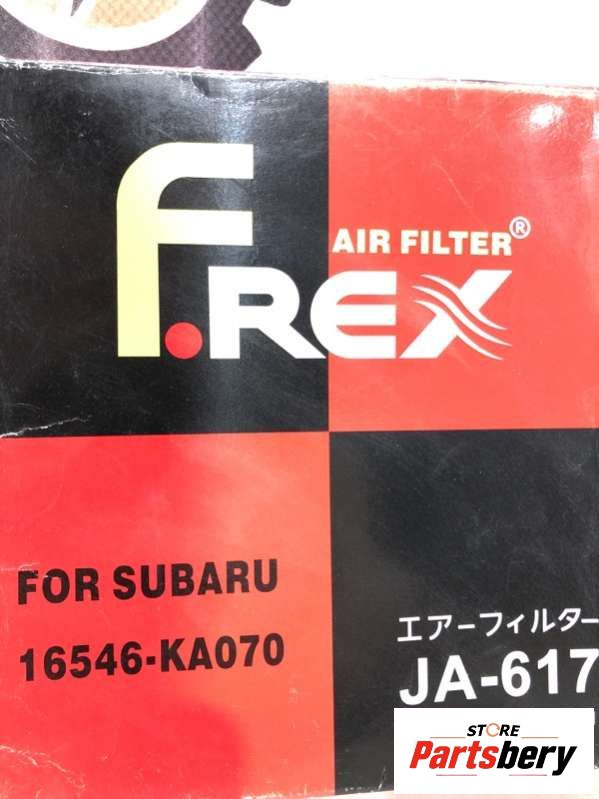 AIR FILTER®
F.REX
FOR SUBARU
16546-KA070
エアーフィルター
JA-617
STORE
Partsbery